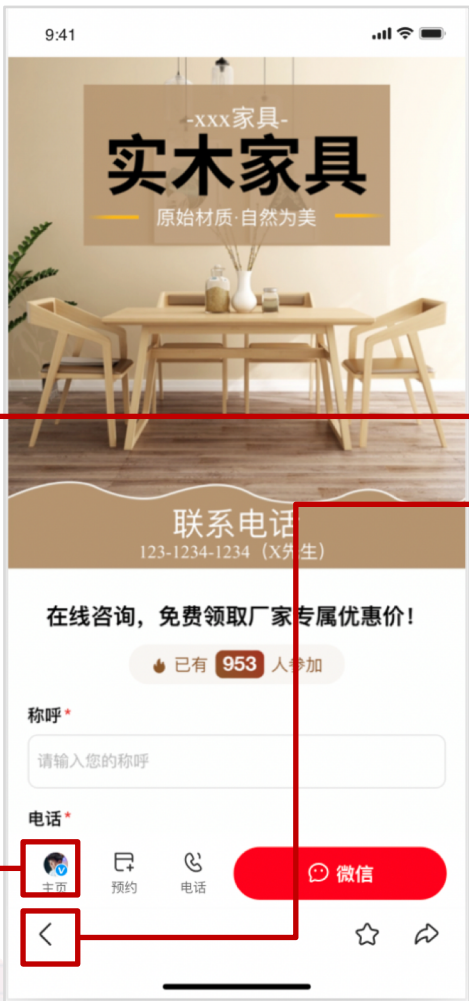 9:41
-xxx家具-
实木家具
原始材质·自然为美
联系电话
123-1234-1234（X先生）
在线咨询，免费领取厂家专属优惠价！
已有 953 人参加
称呼*
请输入您的称呼
电话*
主页 预约 电话 微信